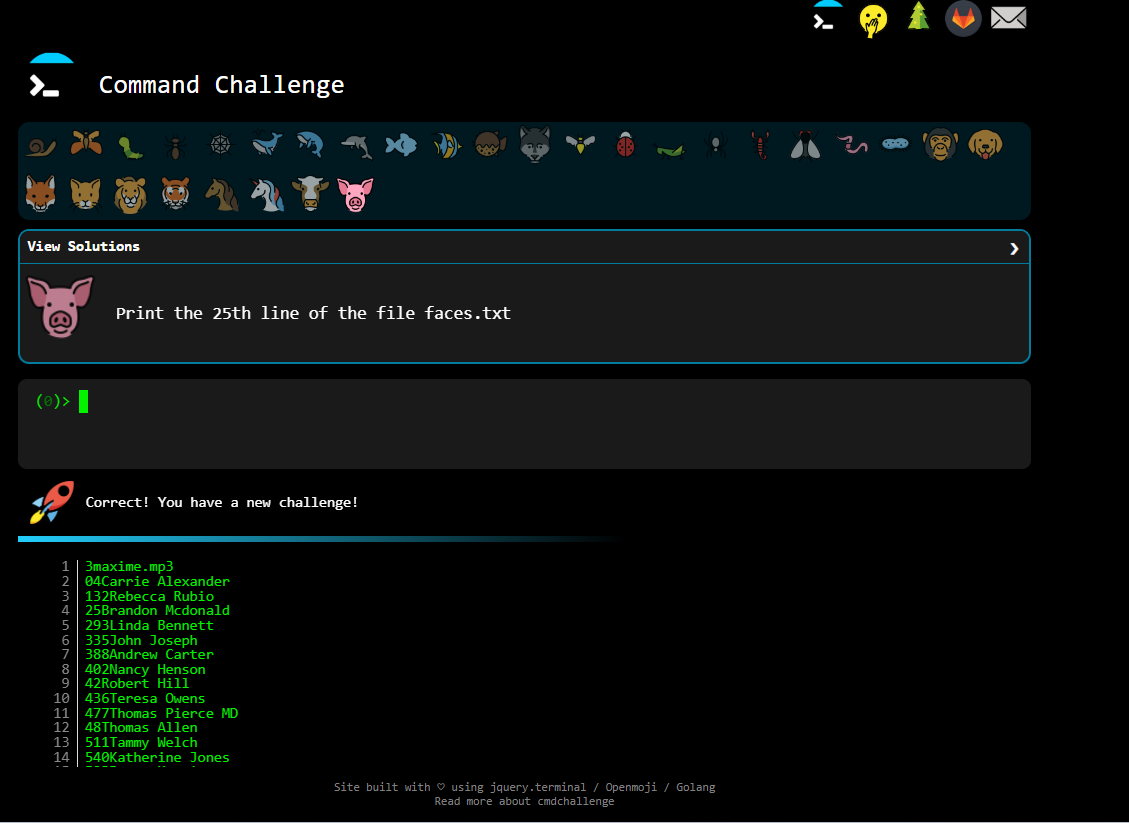 Command Challenge
View Solutions
Print the 25th line of the file faces.txt
(0)>
Correct! You have a new challenge!
1 3maxime.mp3
2 04Carrie Alexander
3 132Rebecca Rubio
4 25Brandon Mcdonald
5 293Linda Bennett
6 335John Joseph
7 388Andrew Carter
8 402Nancy Henson
9 42Robert Hill
10 436Teresa Owens
11 477Thomas Pierce MD
12 48Thomas Allen
13 511Tammy Welch
14 540Katherine Jones
Site built with ♡ using jquery.terminal / Openmoji / Golang
Read more about cmdchallenge